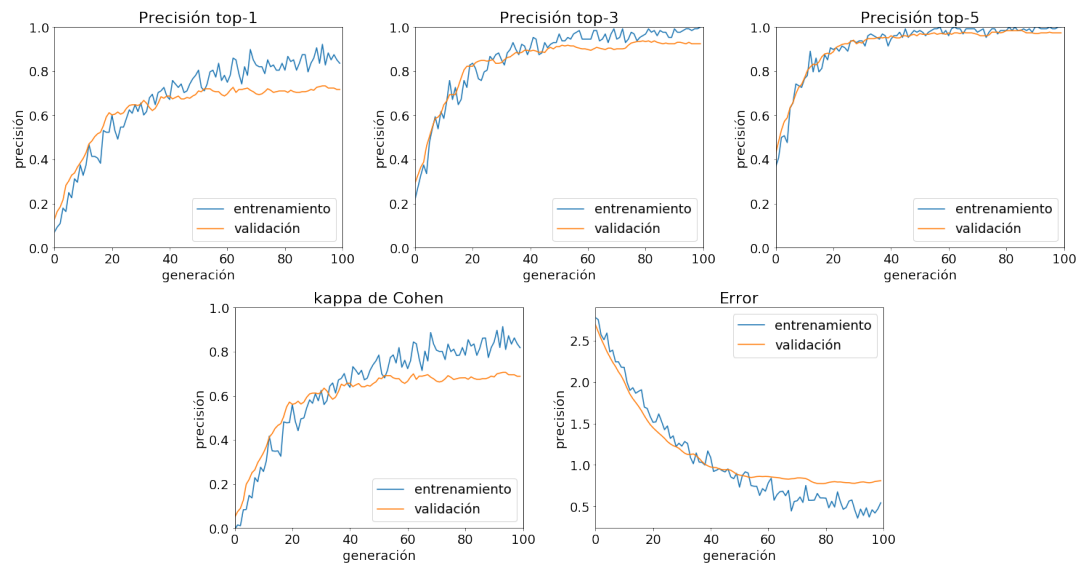 Precisión top-1
1.0
0.8
0.6
0.4
0.2
0.0
precisión
entrenamiento
validación
0 20 40 60 80 100
generación
Precisión top-3
1.0
0.8
0.6
0.4
0.2
0.0
precisión
entrenamiento
validación
0 20 40 60 80 100
generación
Precisión top-5
1.0
0.8
0.6
0.4
0.2
0.0
precisión
entrenamiento
validación
0 20 40 60 80 100
generación
kappa de Cohen
1.0
0.8
0.6
0.4
0.2
0.0
precisión
entrenamiento
validación
0 20 40 60 80 100
generación
Error
2.5
2.0
1.5
1.0
0.5
precisión
entrenamiento
validación
0 20 40 60 80 100
generación